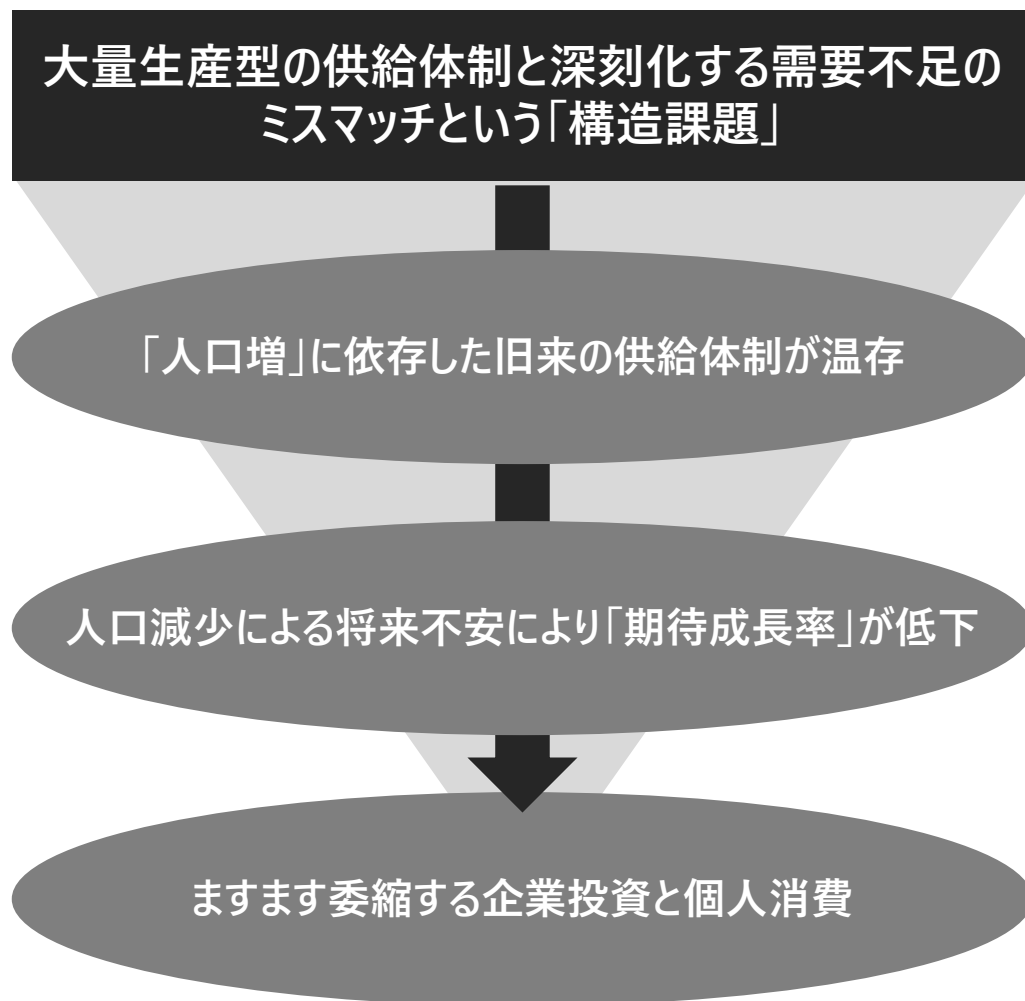 大量生産型の供給体制と深刻化する需要不足の
ミスマッチという「構造課題」
「人口増」に依存した旧来の供給体制が温存
人口減少による将来不安により「期待成長率」が低下
ますます委縮する企業投資と個人消費